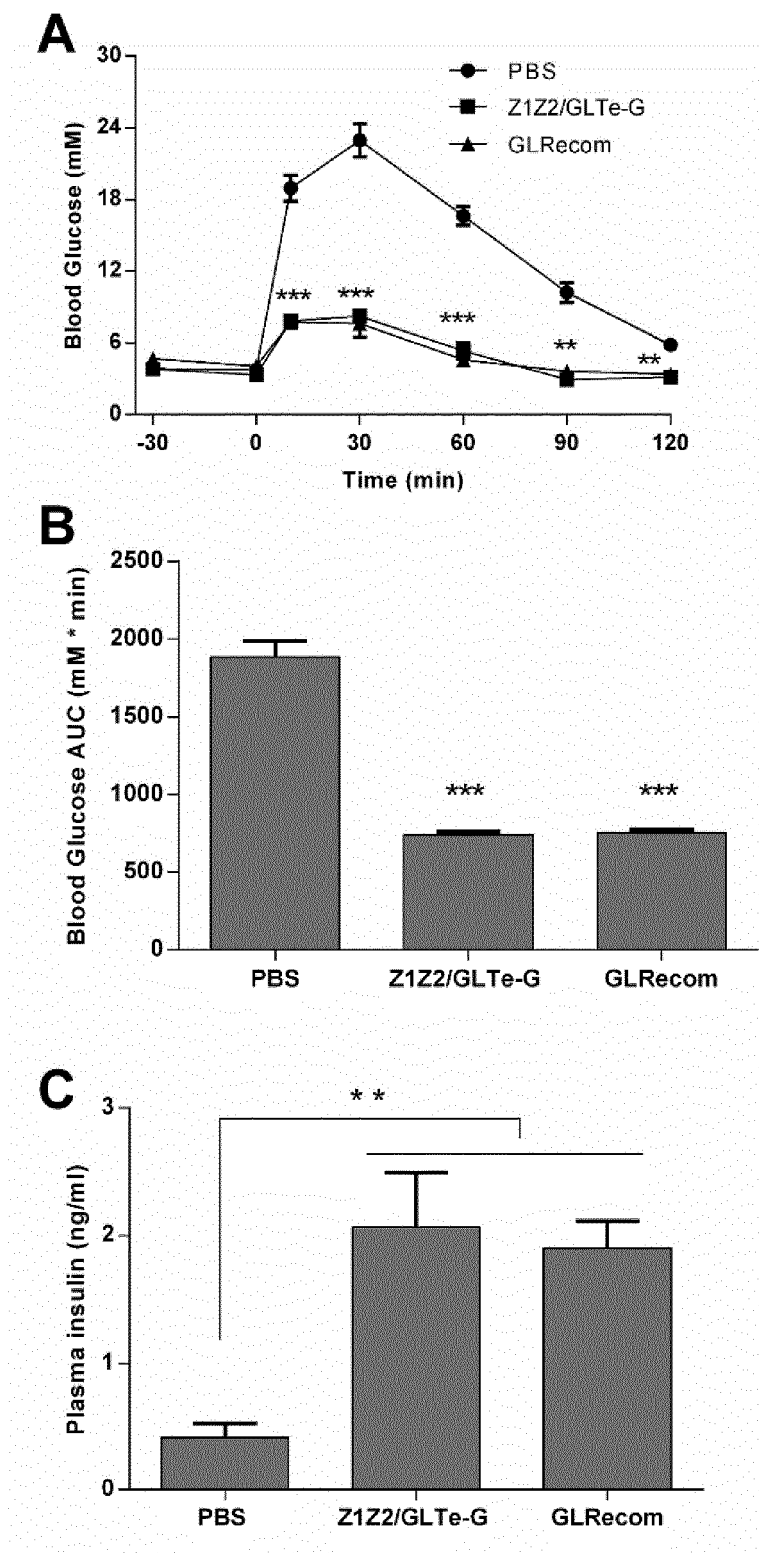 A
30
24
18
12
6
0
Blood Glucose (mM)
PBS
Z1Z2/GLTe-G
GLRecom
*** *** *** ** **
-30 0 30 60 90 120
Time (min)
B
2500
2000
1500
1000
500
0
Blood Glucose AUC (mM * min)
*** ***
PBS Z1Z2/GLTe-G GLRecom
C
3
2
1
0
Plasma insulin (ng/ml)
* *
PBS Z1Z2/GLTe-G GLRecom